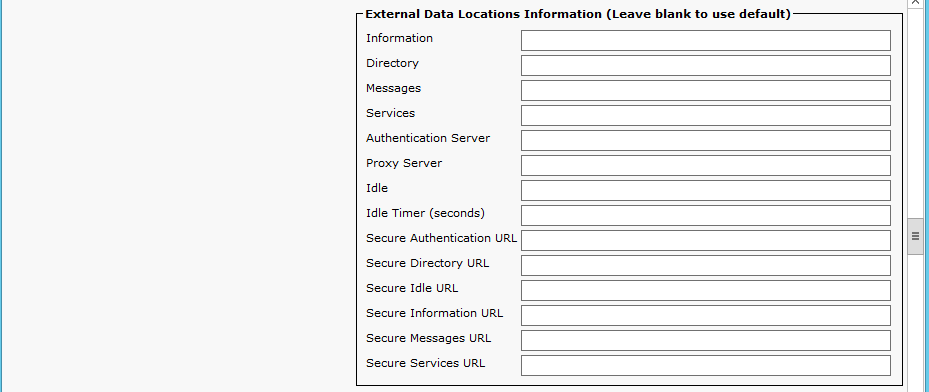 External Data Locations Information (Leave blank to use default)
Information
Directory
Messages
Services
Authentication Server
Proxy Server
Idle
Idle Timer (seconds)
Secure Authentication URL
Secure Directory URL
Secure Idle URL
Secure Information URL
Secure Messages URL
Secure Services URL